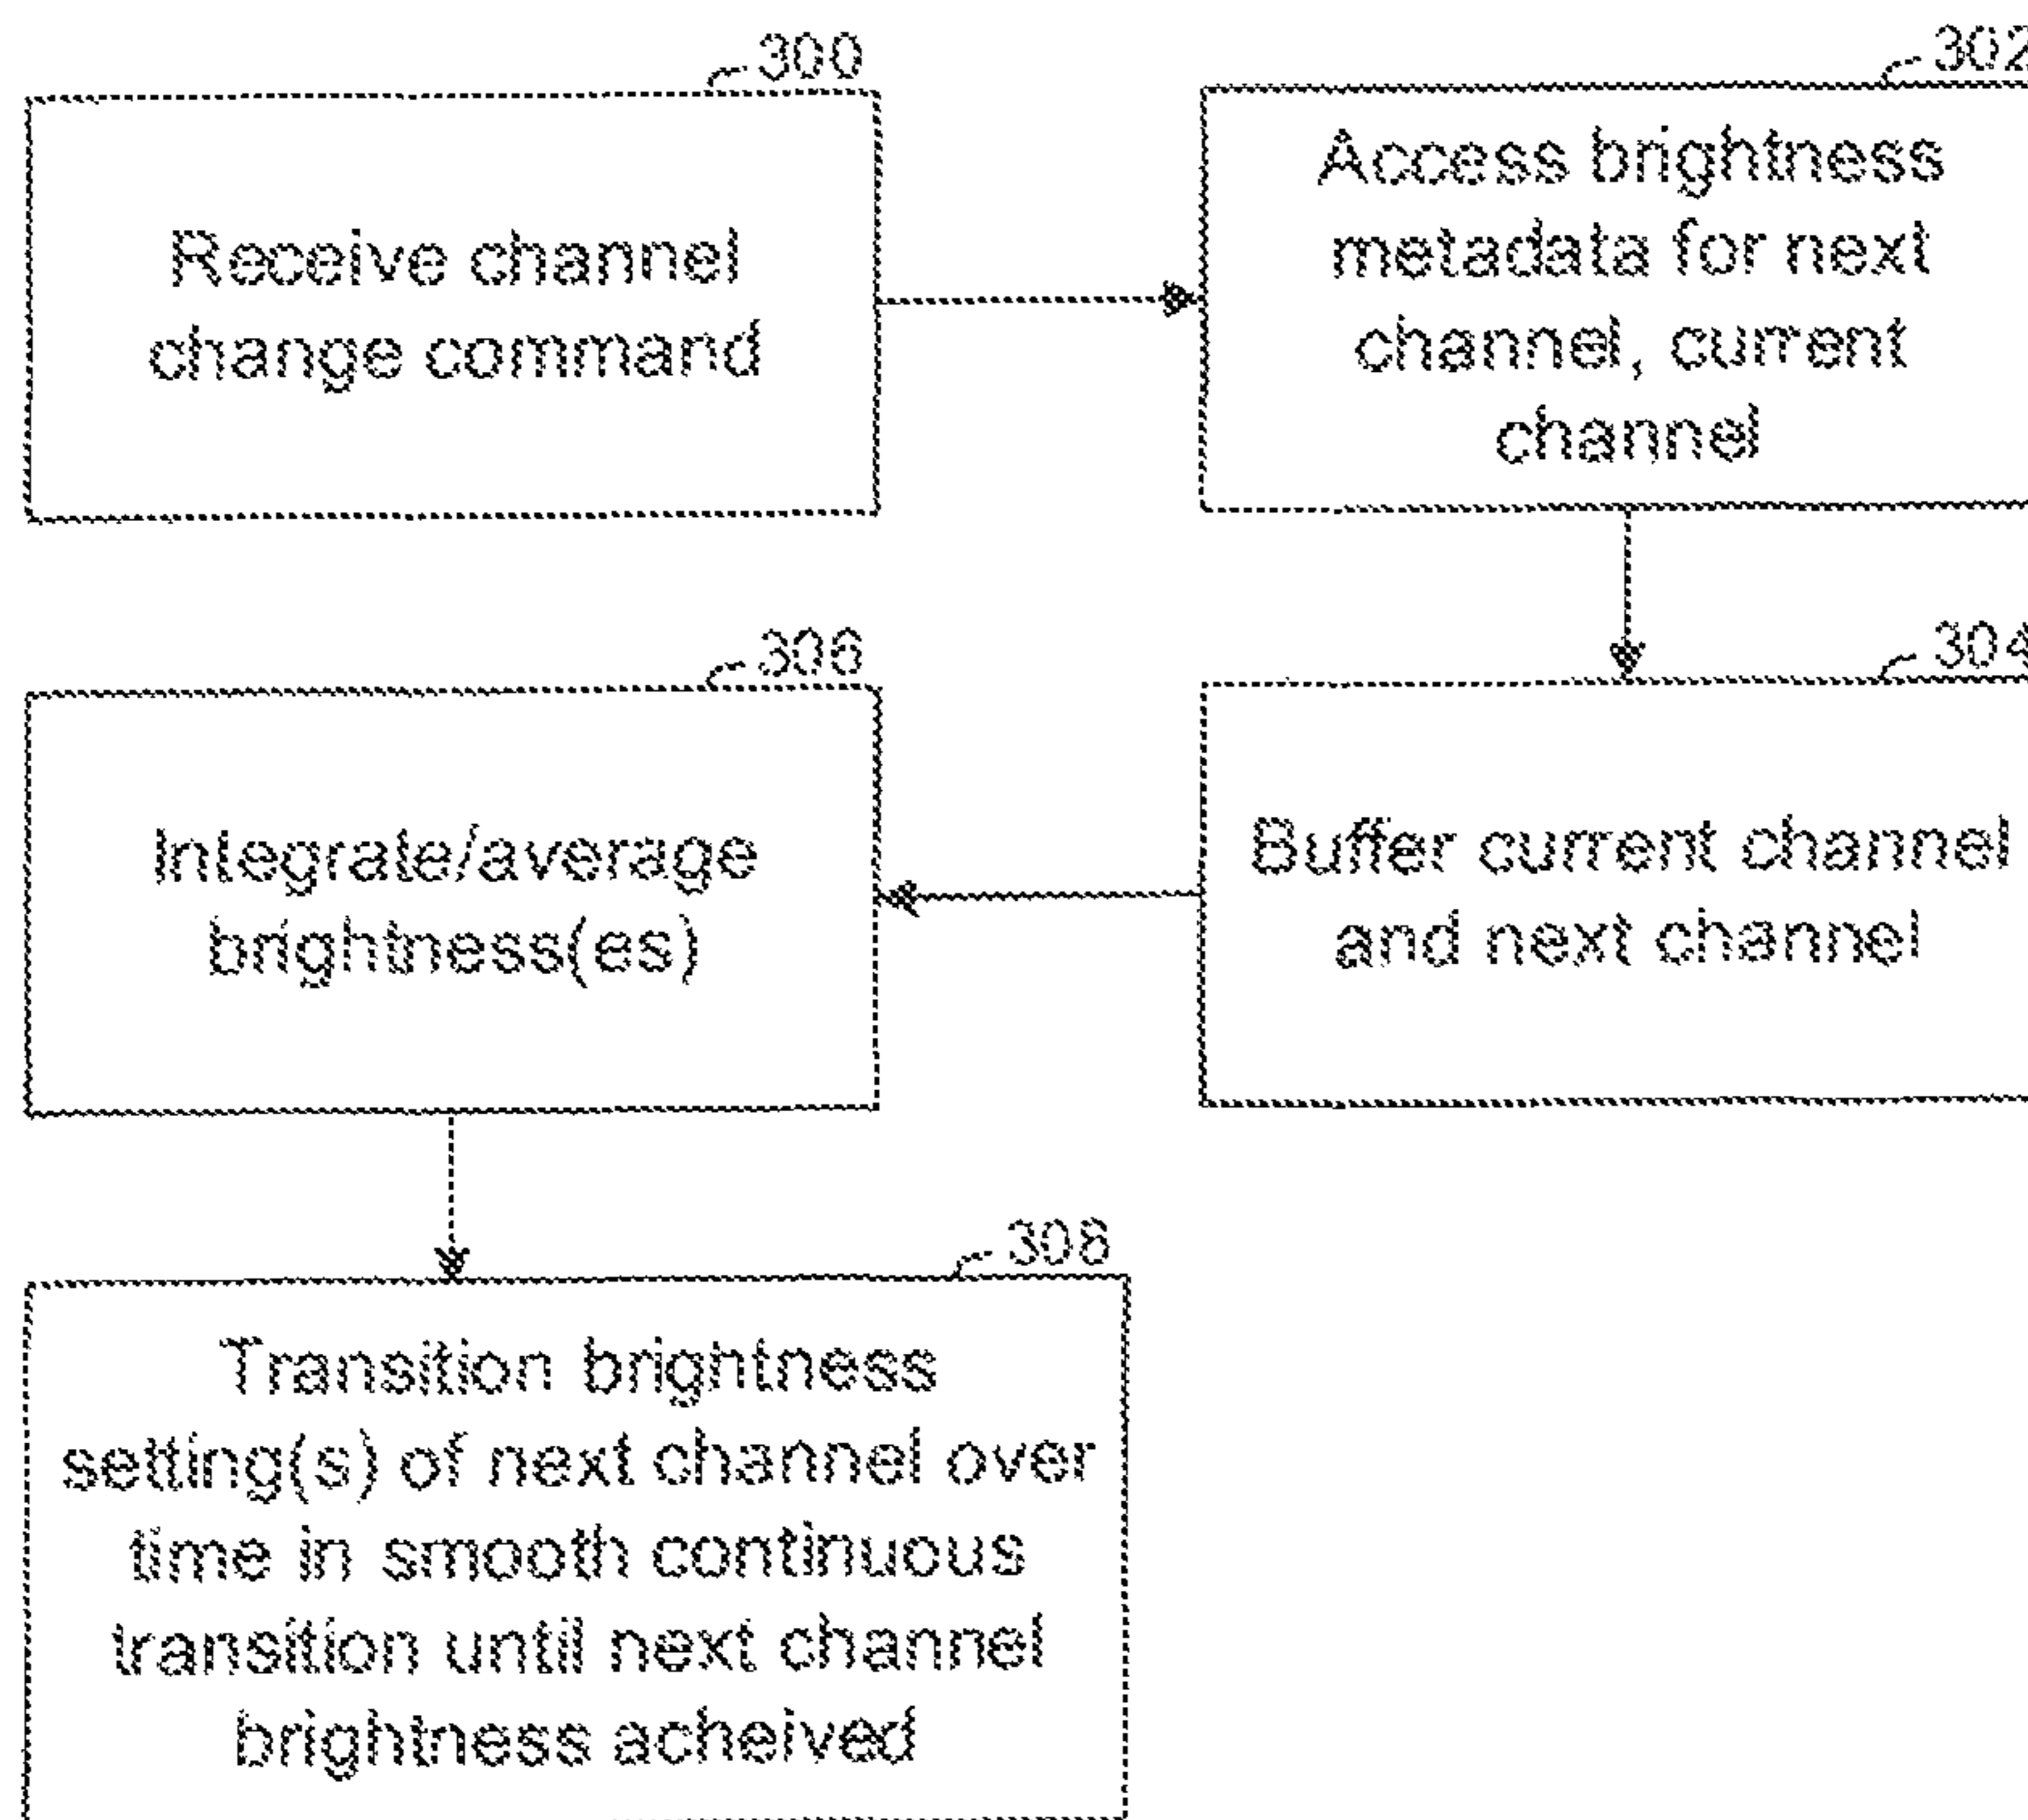 300
Receive channel
change command
302
Access brightness
metadata for next
channel, current
channel
304
Buffer current channel
and next channel
306
Integrate/average
brightness(es)
308
Transition brightness
setting(s) of next channel over
time in smooth continuous
transition until next channel
brightness acheived